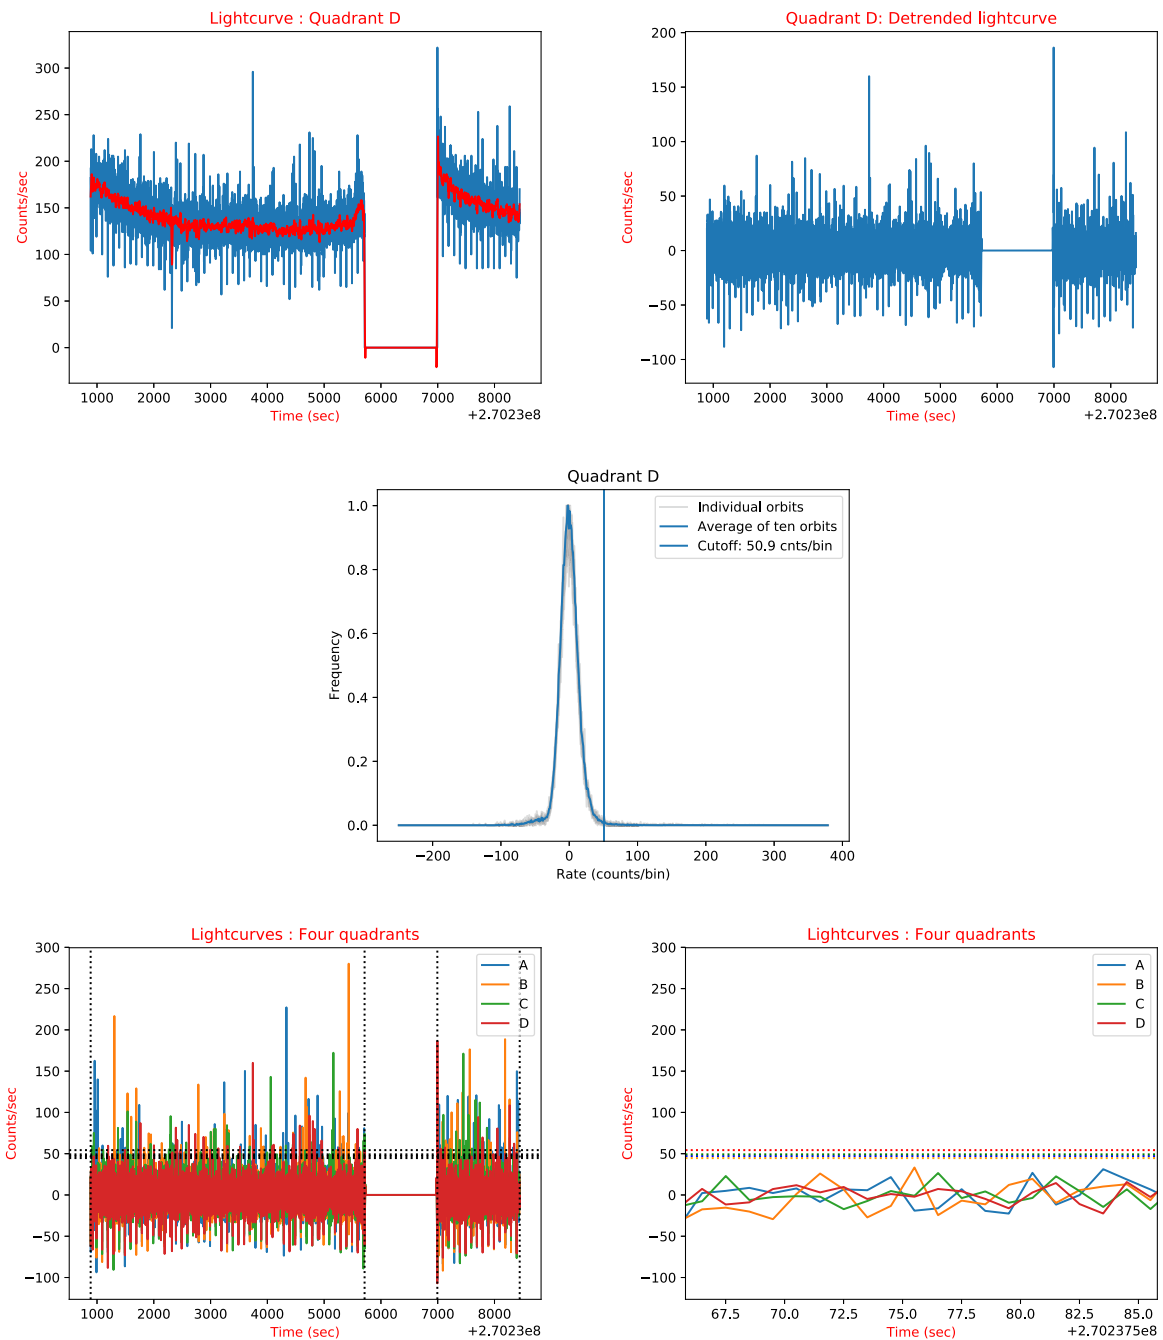 Lightcurve : Quadrant D
Counts/sec
300
250
200
150
100
50
0
1000 2000 3000 4000 5000 6000 7000 8000
+2.7023e8
Time (sec)
Quadrant D: Detrended lightcurve
Counts/sec
200
150
100
50
0
−50
−100
1000 2000 3000 4000 5000 6000 7000 8000
+2.7023e8
Time (sec)
Quadrant D
Frequency
1.0
0.8
0.6
0.4
0.2
0.0
Individual orbits
Average of ten orbits
Cutoff: 50.9 cnts/bin
−200 −100 0 100 200 300 400
Rate (counts/bin)
Lightcurves : Four quadrants
Counts/sec
300
250
200
150
100
50
0
−50
−100
A
B
C
D
1000 2000 3000 4000 5000 6000 7000 8000
+2.7023e8
Time (sec)
Lightcurves : Four quadrants
Counts/sec
300
250
200
150
100
50
0
−50
−100
A
B
C
D
67.5 70.0 72.5 75.0 77.5 80.0 82.5 85.0
+2.702375e8
Time (sec)